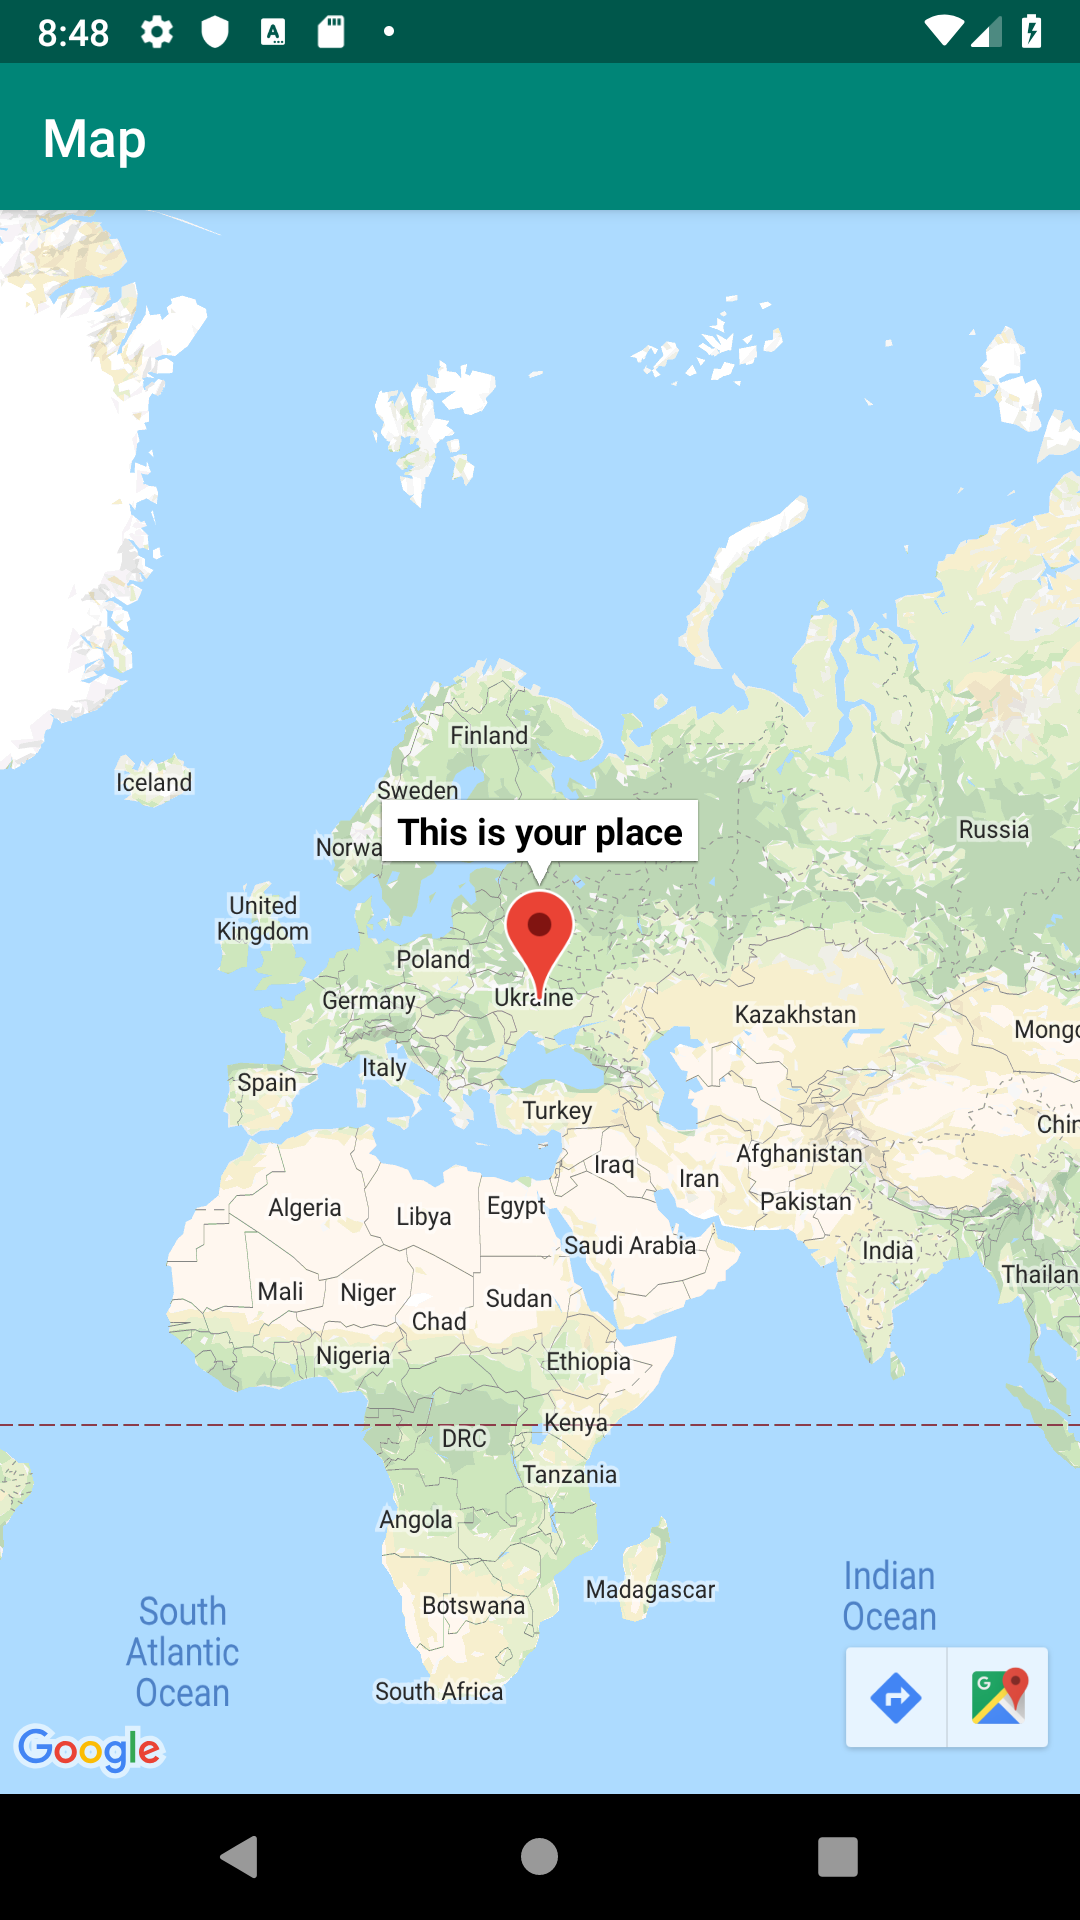 8:48
Map
Finland
Iceland
Sweden
Russia
This is your place
Norwa
United
Kingdom
Poland
Ukraine
Germany
Kazakhstan
Mongo
Italy
Spain
Turkey
Chin
Afghanistan
Iraq
Iran
Pakistan
Algeria
Libya
Egypt
Saudi Arabia
India
Thailan
Mali
Niger
Sudan
Chad
Nigeria
Ethiopia
Kenya
DRC
Tanzania
Angola
Madagascar
Indian
Ocean
Botswana
South
Atlantic
Ocean
South Africa
G
Google